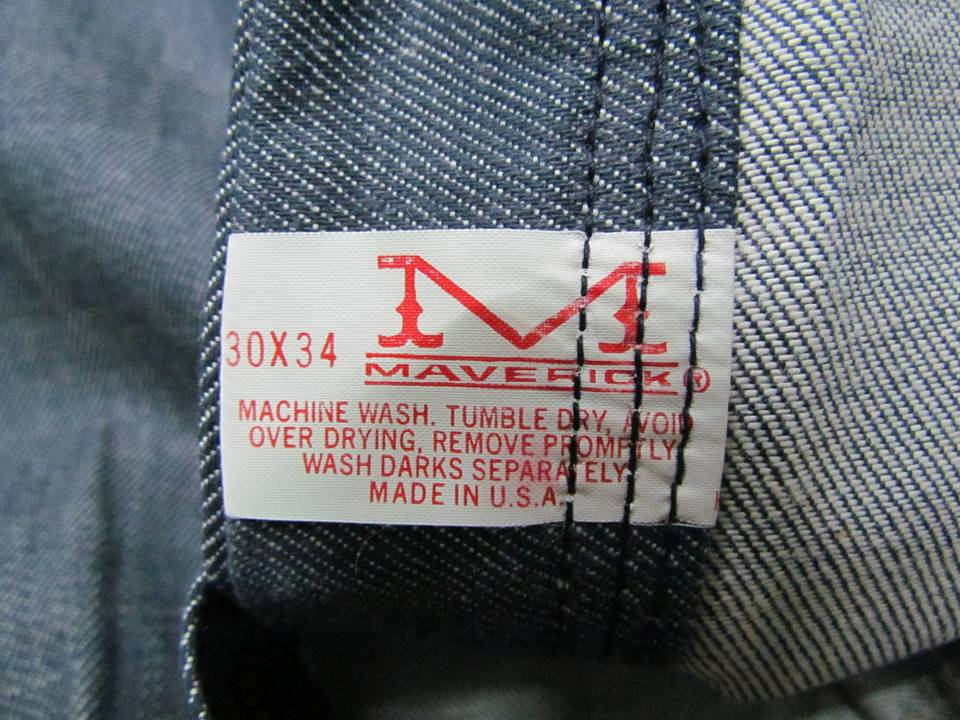 M
30X34
MAVERICK®
MACHINE WASH. TUMBLE DRY, AVOID
OVER DRYING, REMOVE PROMPTLY
WASH DARKS SEPARATELY
MADE IN U.S.A.